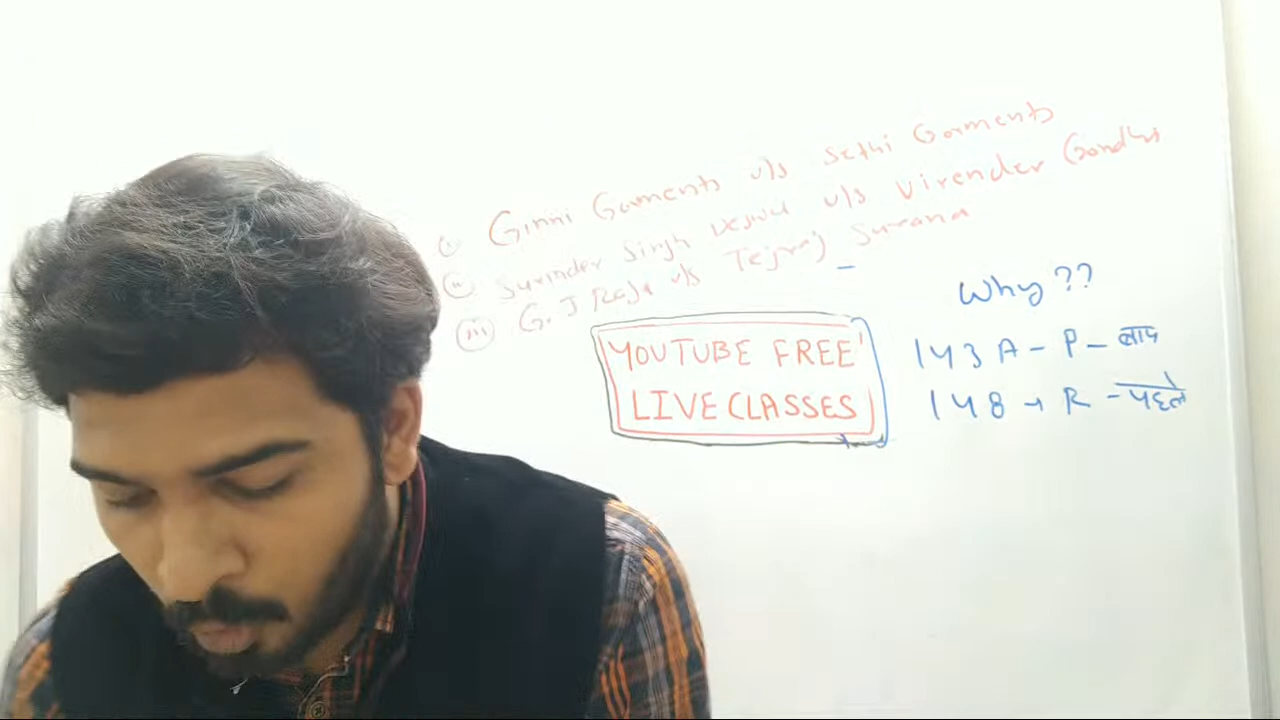 (i) Ginni Garments v/s Sethi Garments
(ii) Surinder Singh v/s Virender Gandhi
(iii) G. J Raja v/s Tejraj Surana
Why ??
YOUTUBE FREE
LIVE CLASSES
143 A - P - बाद
148 → R - पहले